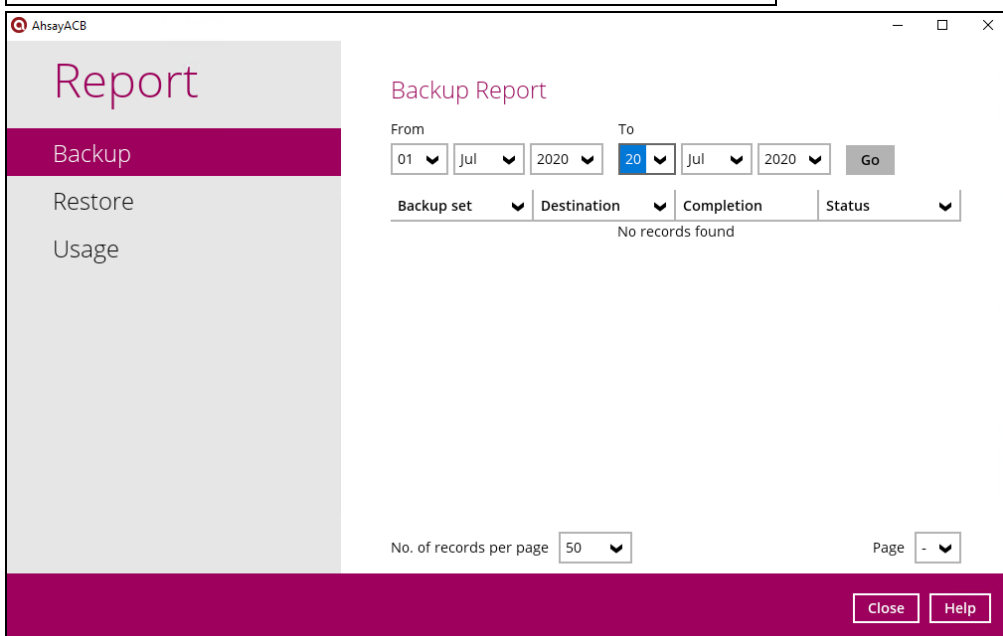 AhsayACB
Report
Backup
Restore
Usage
Backup Report
From To
01 Jul 2020 20 Jul 2020 Go
Backup set Destination Completion Status
No records found
No. of records per page 50 Page -
Close Help